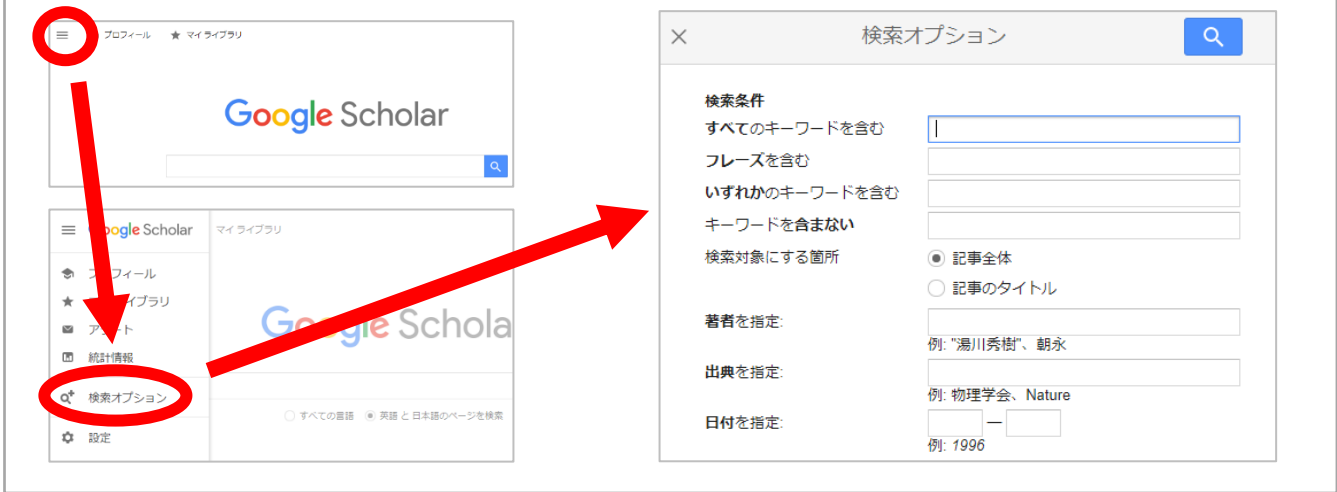 プロフィール ★ マイライブラリ
Google Scholar
Google Scholar マイライブラリ
プロフィール
イブラリ
アラート
統計情報
検索オプション
設定
Google Schola
すべての言語 英語 と 日本語のページを検索
× 検索オプション
検索条件
すべてのキーワードを含む
フレーズを含む
いずれかのキーワードを含む
キーワードを含まない
検索対象にする箇所 記事全体
記事のタイトル
著者を指定:
例: "湯川秀樹"、朝永
出典を指定:
例: 物理学会、Nature
日付を指定: —
例: 1996